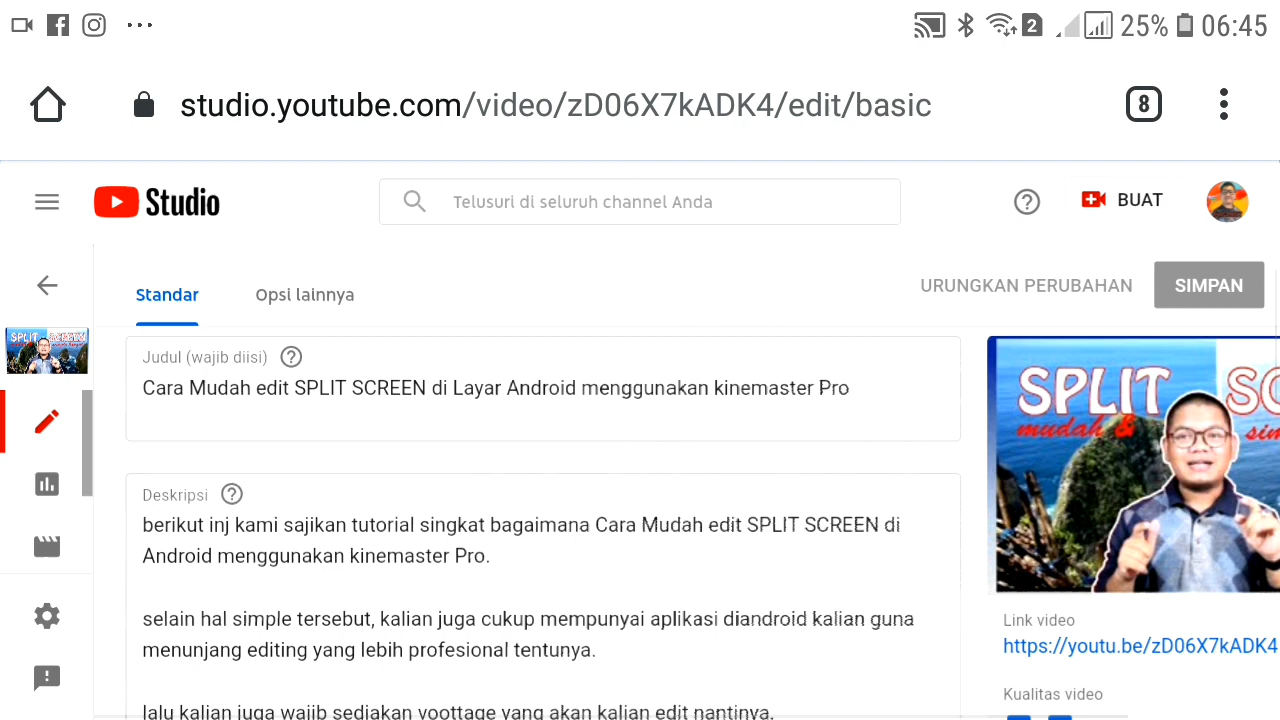 2 25% 06:45
studio.youtube.com/video/zD06X7kADK4/edit/basic 8
Studio Telusuri di seluruh channel Anda BUAT
Standar Opsi lainnya URUNGKAN PERUBAHAN SIMPAN
SPLIT SCREEN
Judul (wajib diisi)
Cara Mudah edit SPLIT SCREEN di Layar Android menggunakan kinemaster Pro
SPLIT SC
mudah & sim
Deskripsi
berikut inj kami sajikan tutorial singkat bagaimana Cara Mudah edit SPLIT SCREEN di
Android menggunakan kinemaster Pro.
selain hal simple tersebut, kalian juga cukup mempunyai aplikasi diandroid kalian guna
menunjang editing yang lebih profesional tentunya.
lalu kalian juga wajib sediakan voottage yang akan kalian edit nantinya.
Link video
https://youtu.be/zD06X7kADK4
Kualitas video